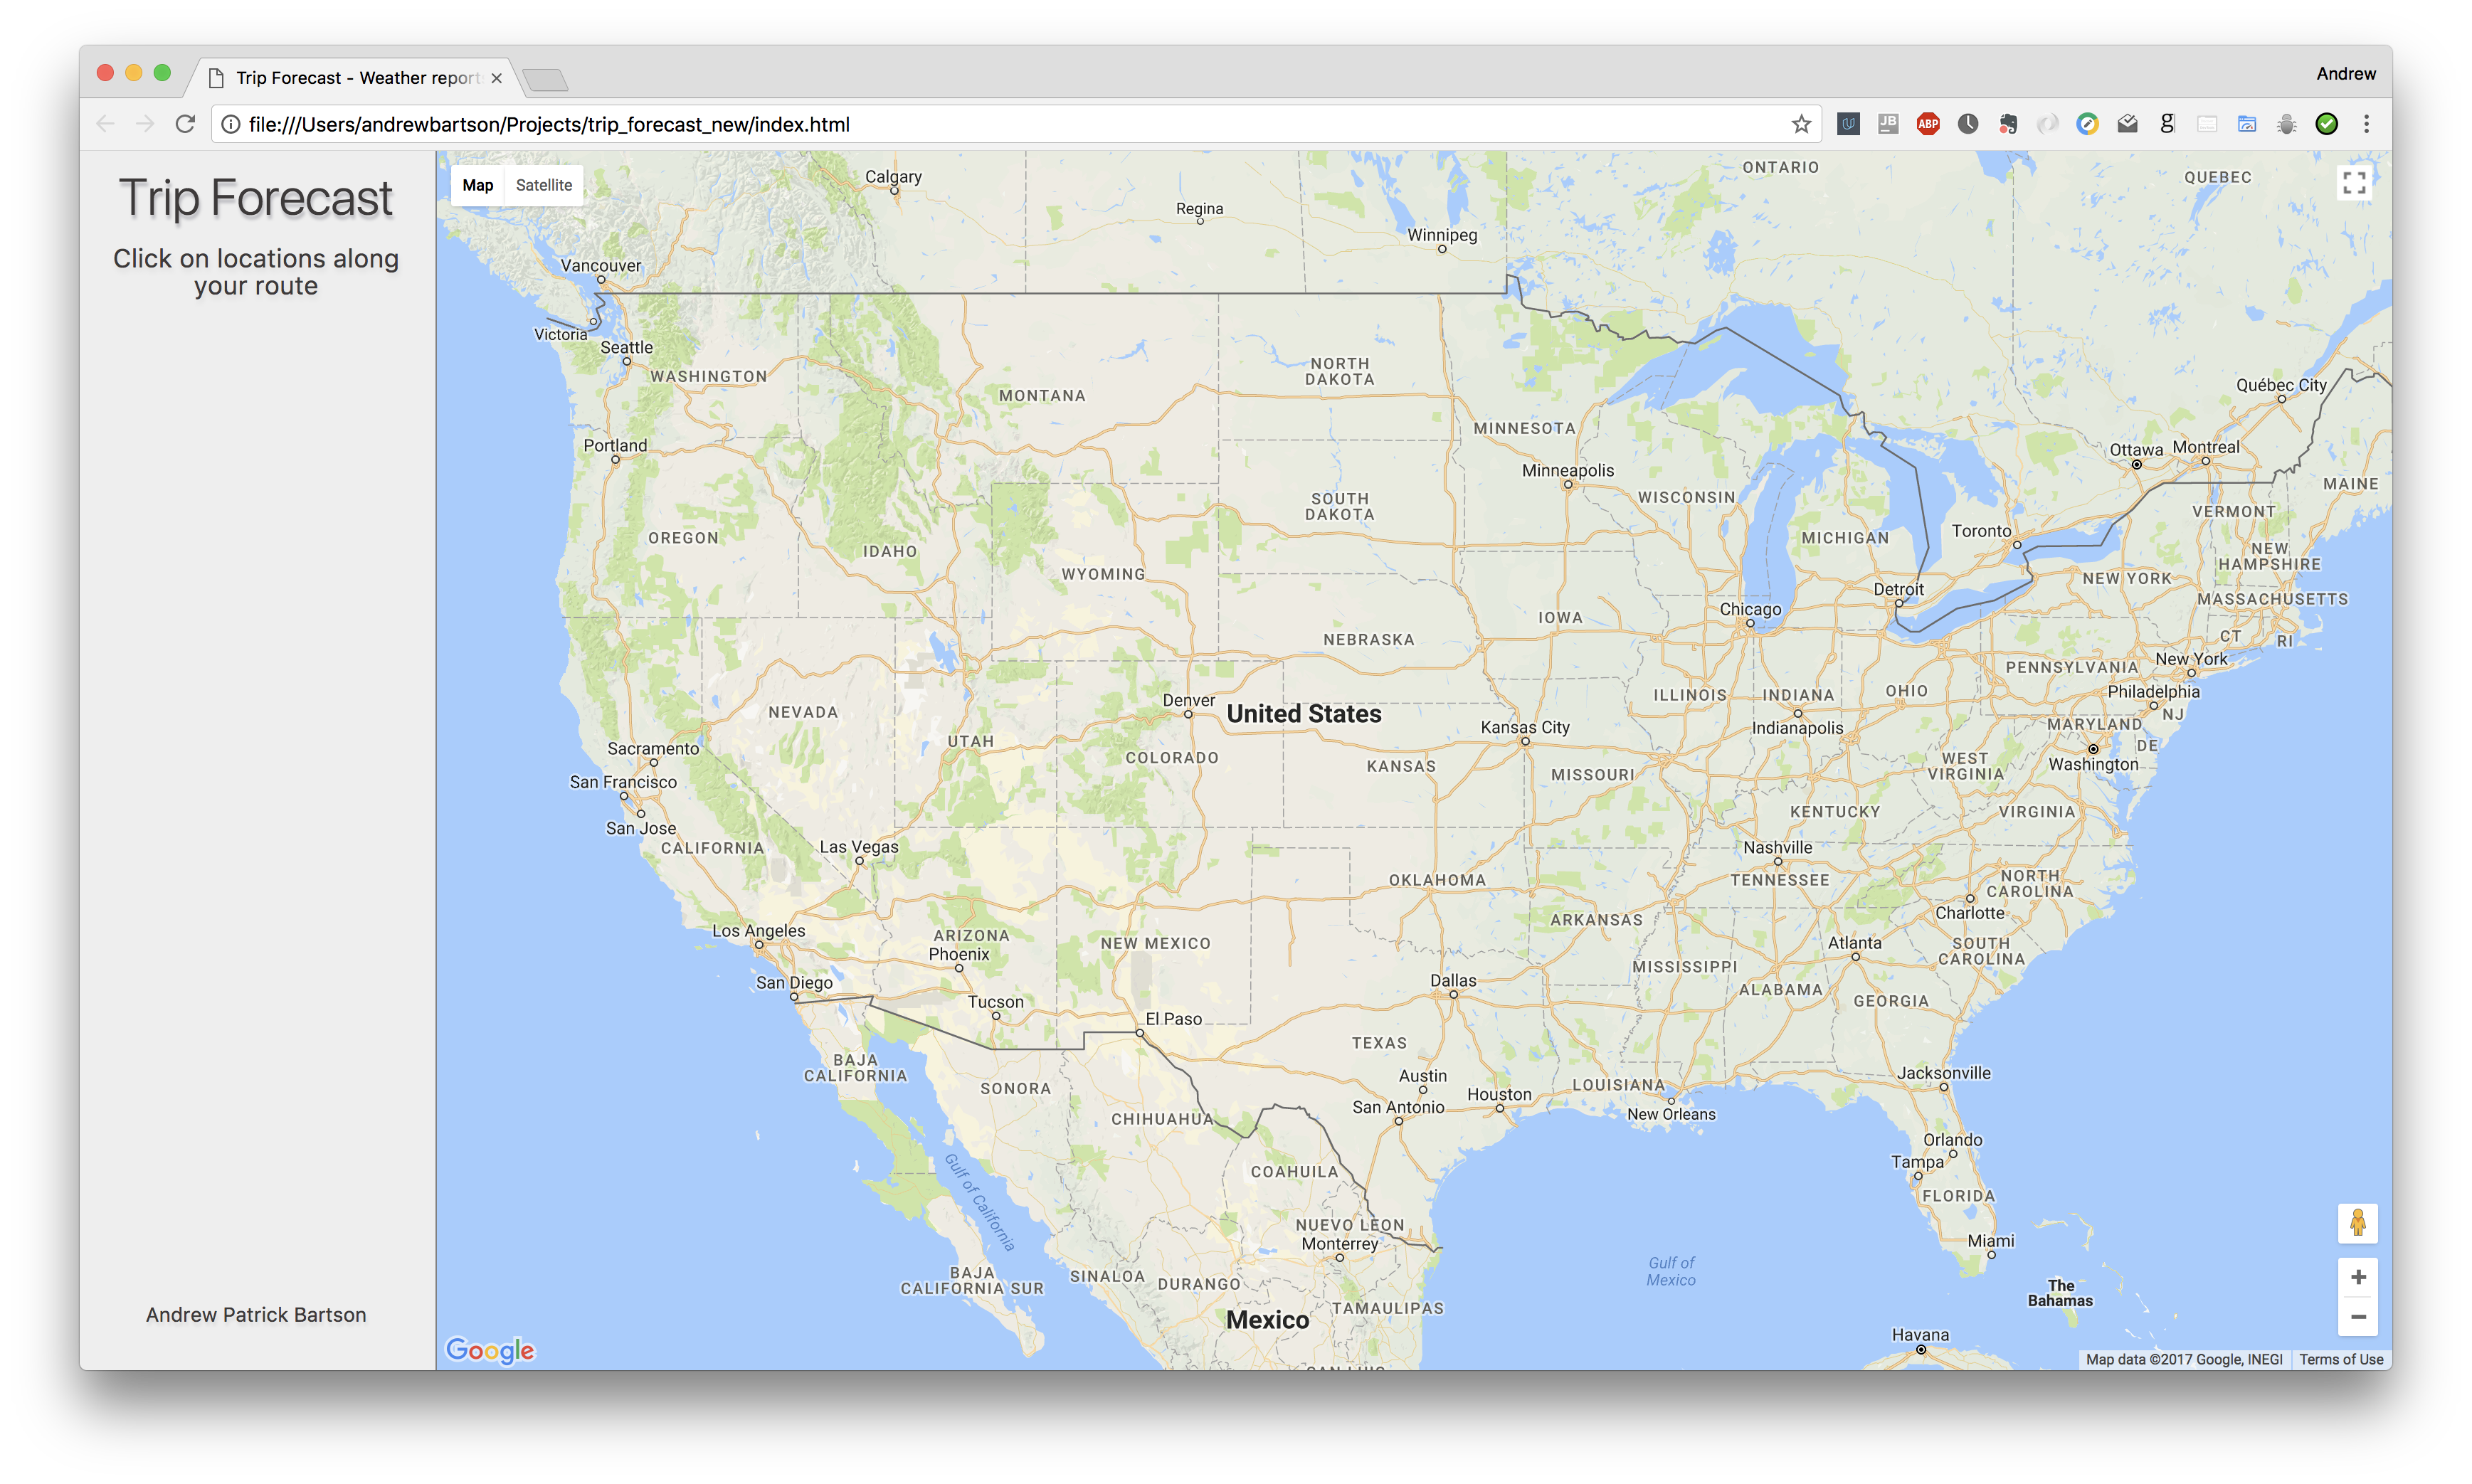 Trip Forecast - Weather report
Andrew
file:///Users/andrewbartson/Projects/trip_forecast_new/index.html
JB
ABP
g
Trip Forecast
Click on locations along
your route
Andrew Patrick Bartson
Map
Satellite
Calgary
Regina
Winnipeg
ONTARIO
QUEBEC
Vancouver
Victoria
Seattle
WASHINGTON
MONTANA
NORTH
DAKOTA
MINNESOTA
Québec City
Ottawa
Montreal
Portland
Minneapolis
SOUTH
DAKOTA
WISCONSIN
MAINE
VERMONT
OREGON
IDAHO
MICHIGAN
Toronto
NEW
HAMPSHIRE
WYOMING
NEW YORK
Detroit
MASSACHUSETTS
Chicago
IOWA
CT
RI
NEBRASKA
PENNSYLVANIA
New York
ILLINOIS
INDIANA
OHIO
Philadelphia
NJ
NEVADA
Denver
United States
Kansas City
Indianapolis
MARYLAND
DE
Washington
Sacramento
UTAH
COLORADO
KANSAS
MISSOURI
WEST
VIRGINIA
San Francisco
San Jose
KENTUCKY
VIRGINIA
CALIFORNIA
Las Vegas
Nashville
TENNESSEE
OKLAHOMA
NORTH
CAROLINA
Charlotte
ARKANSAS
Los Angeles
ARIZONA
Phoenix
NEW MEXICO
Atlanta
SOUTH
CAROLINA
MISSISSIPPI
San Diego
Dallas
ALABAMA
GEORGIA
Tucson
El Paso
TEXAS
BAJA
CALIFORNIA
SONORA
Austin
Houston
LOUISIANA
Jacksonville
San Antonio
New Orleans
CHIHUAHUA
Orlando
Tampa
COAHUILA
FLORIDA
Gulf of California
NUEVO LEON
Monterrey
Miami
Gulf of
Mexico
BAJA
CALIFORNIA SUR
SINALOA
DURANGO
The
Bahamas
TAMAULIPAS
Mexico
Havana
Google
Map data ©2017 Google, INEGI
Terms of Use